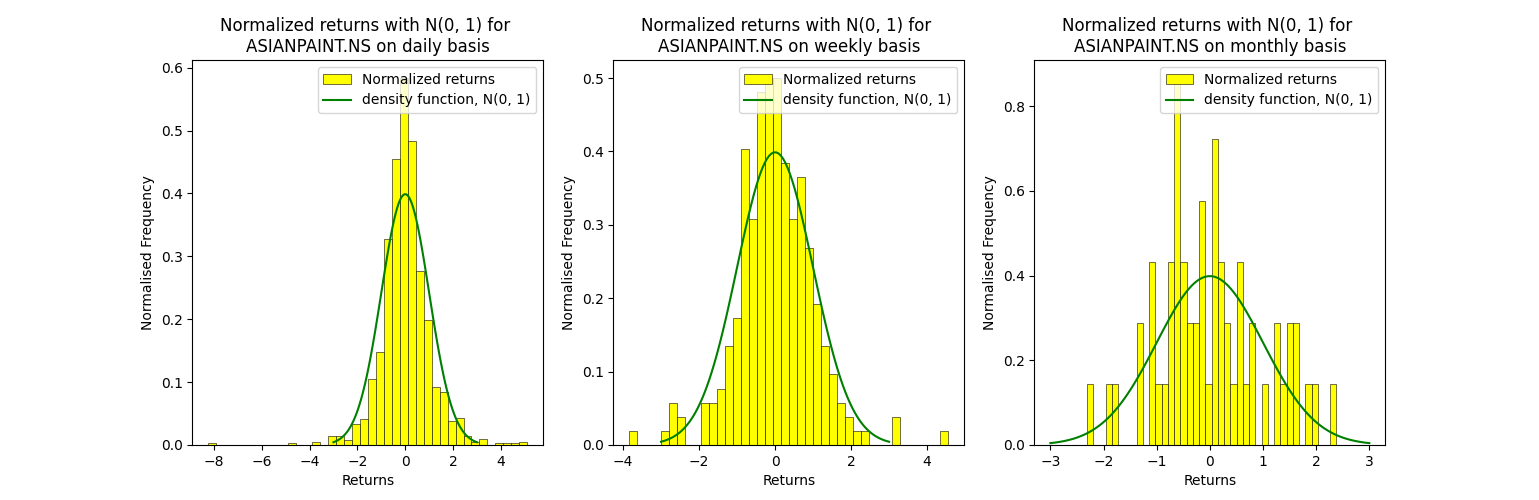 Normalized returns with N(0, 1) for
ASIANPAINT.NS on daily basis
Normalized returns
density function, N(0, 1)
Normalised Frequency
0.6
0.5
0.4
0.3
0.2
0.1
0.0
−8
−6
−4
−2
0
2
4
Returns
Normalized returns with N(0, 1) for
ASIANPAINT.NS on weekly basis
Normalized returns
density function, N(0, 1)
Normalised Frequency
0.5
0.4
0.3
0.2
0.1
0.0
−4
−2
0
2
4
Returns
Normalized returns with N(0, 1) for
ASIANPAINT.NS on monthly basis
Normalized returns
density function, N(0, 1)
Normalised Frequency
0.8
0.6
0.4
0.2
0.0
−3
−2
−1
0
1
2
3
Returns